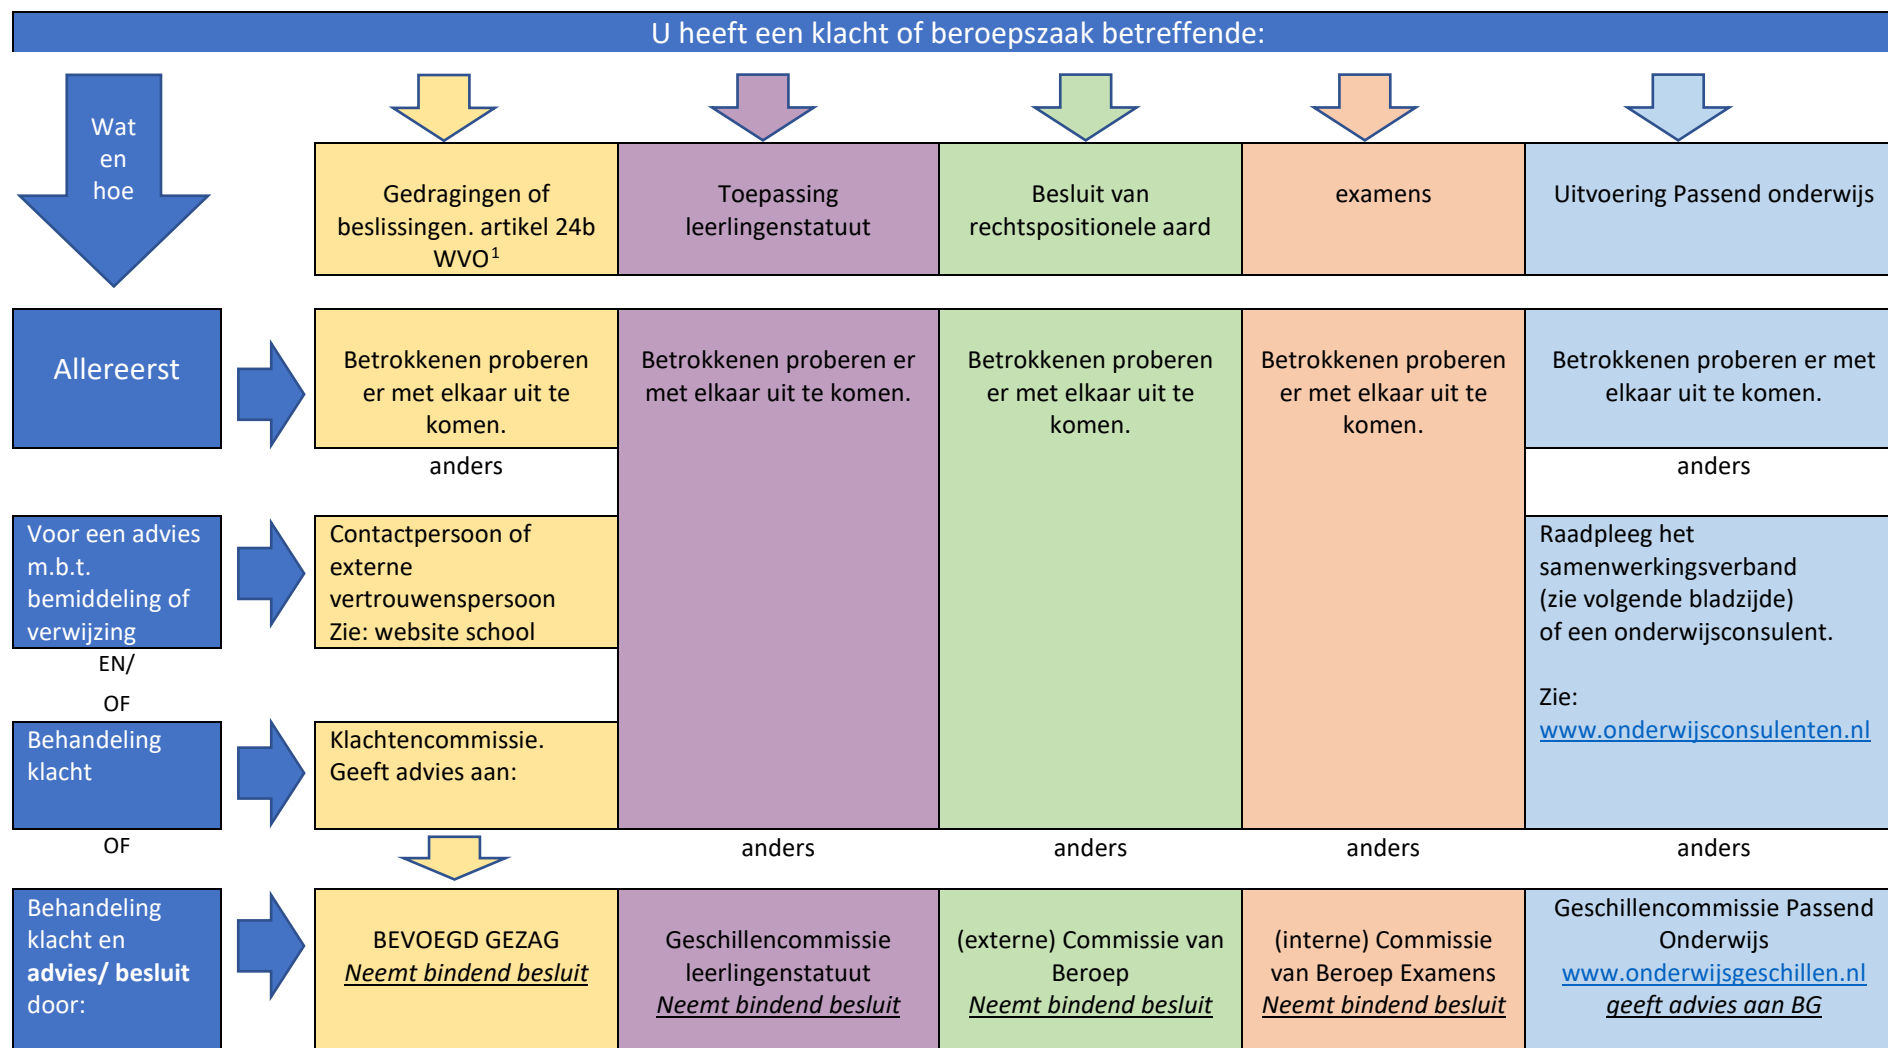 U heeft een klacht of beroepszaak betreffende:
Wat
en
hoe
Gedragingen of
beslissingen. artikel 24b
WVO1
Toepassing
leerlingenstatuut
Besluit van
rechtspositionele aard
examens
Uitvoering Passend onderwijs
Allereerst
Betrokkenen proberen
er met elkaar uit te
komen.
Betrokkenen proberen er
met elkaar uit te komen.
Betrokkenen proberen
er met elkaar uit te
komen.
Betrokkenen proberen
er met elkaar uit te
komen.
Betrokkenen proberen er met
elkaar uit te komen.
anders
anders
Voor een advies
m.b.t.
bemiddeling of
verwijzing
Contactpersoon of
externe
vertrouwenspersoon
Zie: website school
Raadpleeg het
samenwerkingsverband
(zie volgende bladzijde)
of een onderwijsconsulent.
Zie:
www.onderwijsconsulenten.nl
EN/
OF
Behandeling
klacht
Klachtencommissie.
Geeft advies aan:
OF
anders
anders
anders
anders
Behandeling
klacht en
advies/ besluit
door:
BEVOEGD GEZAG
Neemt bindend besluit
Geschillencommissie
leerlingenstatuut
Neemt bindend besluit
(externe) Commissie van
Beroep
Neemt bindend besluit
(interne) Commissie
van Beroep Examens
Neemt bindend besluit
Geschillencommissie Passend
Onderwijs
www.onderwijsgeschillen.nl
geeft advies aan BG